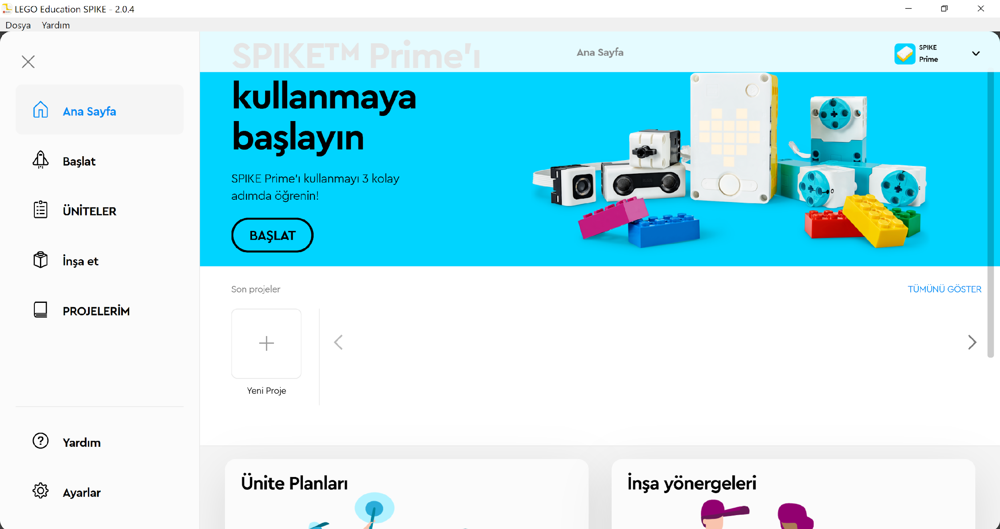 LEGO Education SPIKE - 2.0.4
Dosya Yardım
SPIKE™ Prime'ı
Ana Sayfa
SPIKE
Prime
kullanmaya
başlayın
SPIKE Prime'ı kullanmayı 3 kolay
adımda öğrenin!
BAŞLAT
Ana Sayfa
Başlat
ÜNİTELER
İnşa et
PROJELERİM
Yardım
Ayarlar
Son projeler
TÜMÜNÜ GÖSTER
Yeni Proje
Ünite Planları
İnşa yönergeleri